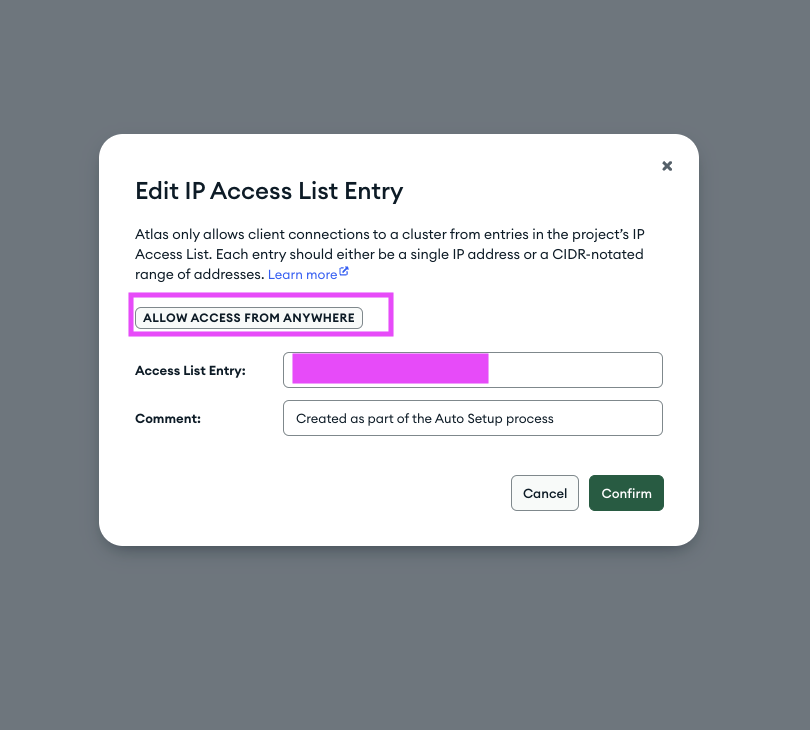 Edit IP Access List Entry
Atlas only allows client connections to a cluster from entries in the project’s IP
Access List. Each entry should either be a single IP address or a CIDR-notated
range of addresses. Learn more
ALLOW ACCESS FROM ANYWHERE
Access List Entry:
Comment: Created as part of the Auto Setup process
Cancel Confirm